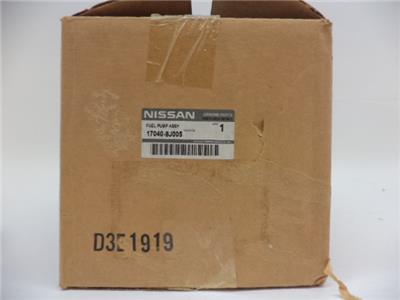 NISSAN
GENUINE PARTS
FUEL PUMP ASSY
17040-8J005
1
D3E1919